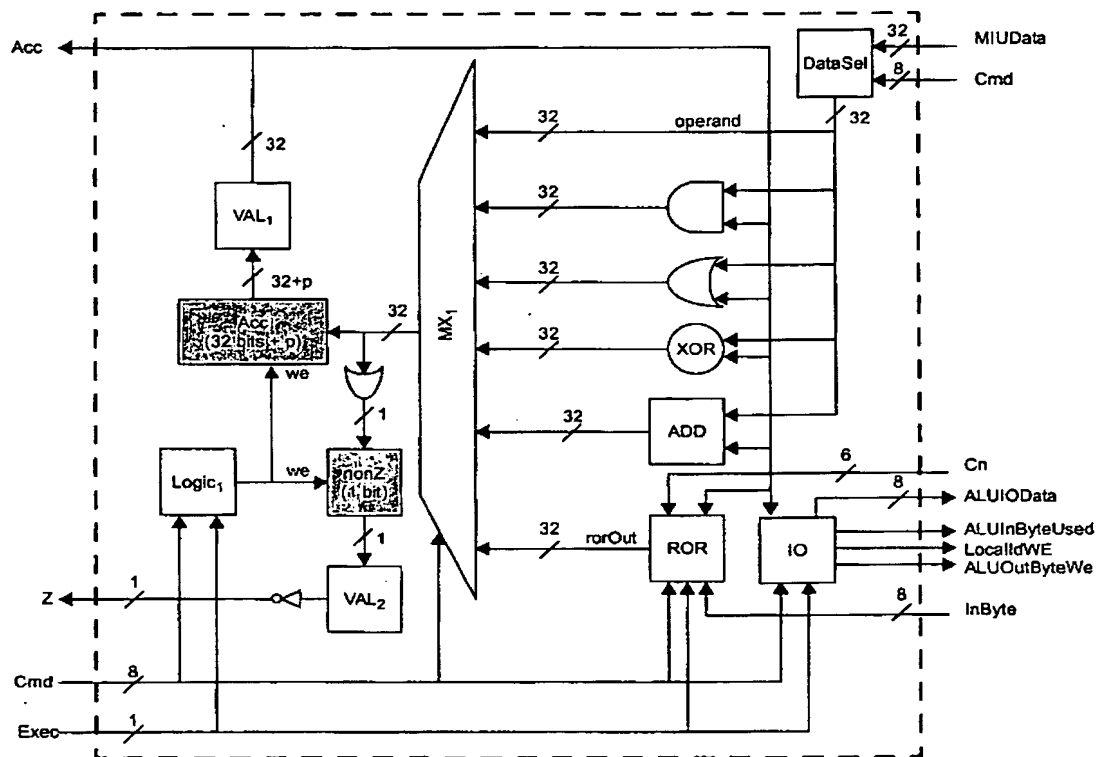 Acc
32
MIUData
DataSel
8
Cmd
32
32
operand
32
32
VAL1
32+p
32
Acc
(32 bits + p)
32
MX1
32
XOR
we
1
32
ADD
Logic1
we
nonZ
(1 bit)
6
Cn
8
ALUIOData
1
32
rorOut
ROR
IO
ALUInByteUsed
LocalIdWE
ALUOutByteWe
Z
1
VAL2
8
InByte
Cmd
8
Exec
1